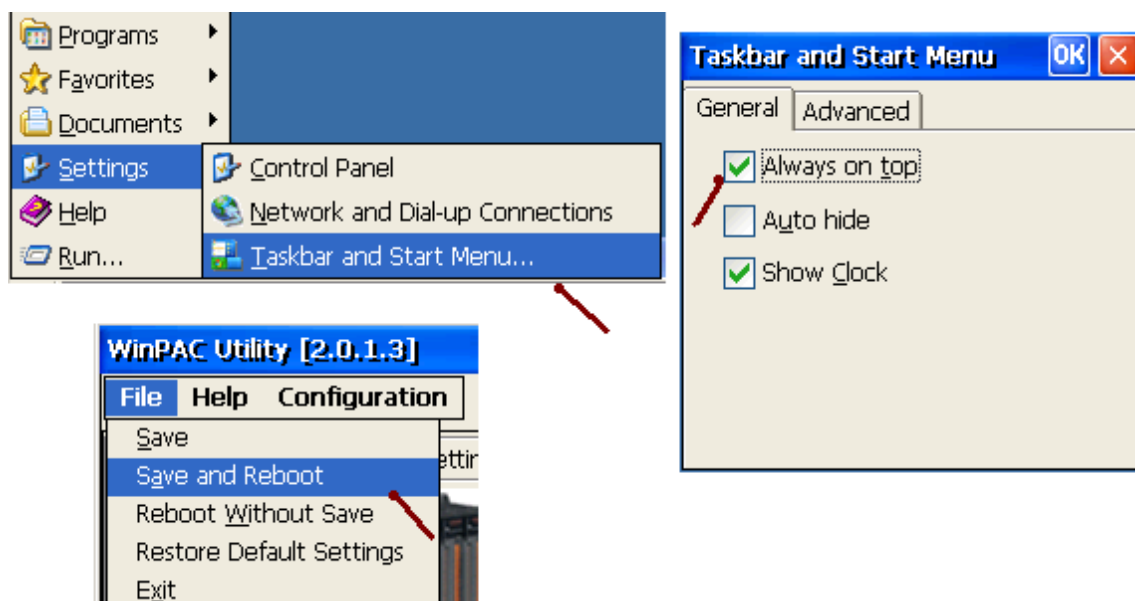 Programs
Favorites
Documents
Settings
Help
Run...
Control Panel
Network and Dial-up Connections
Taskbar and Start Menu...
Taskbar and Start Menu OK
General Advanced
Always on top
Auto hide
Show Clock
WinPAC Utility [2.0.1.3]
File Help Configuration
Save
Save and Reboot
Reboot Without Save
Restore Default Settings
Exit